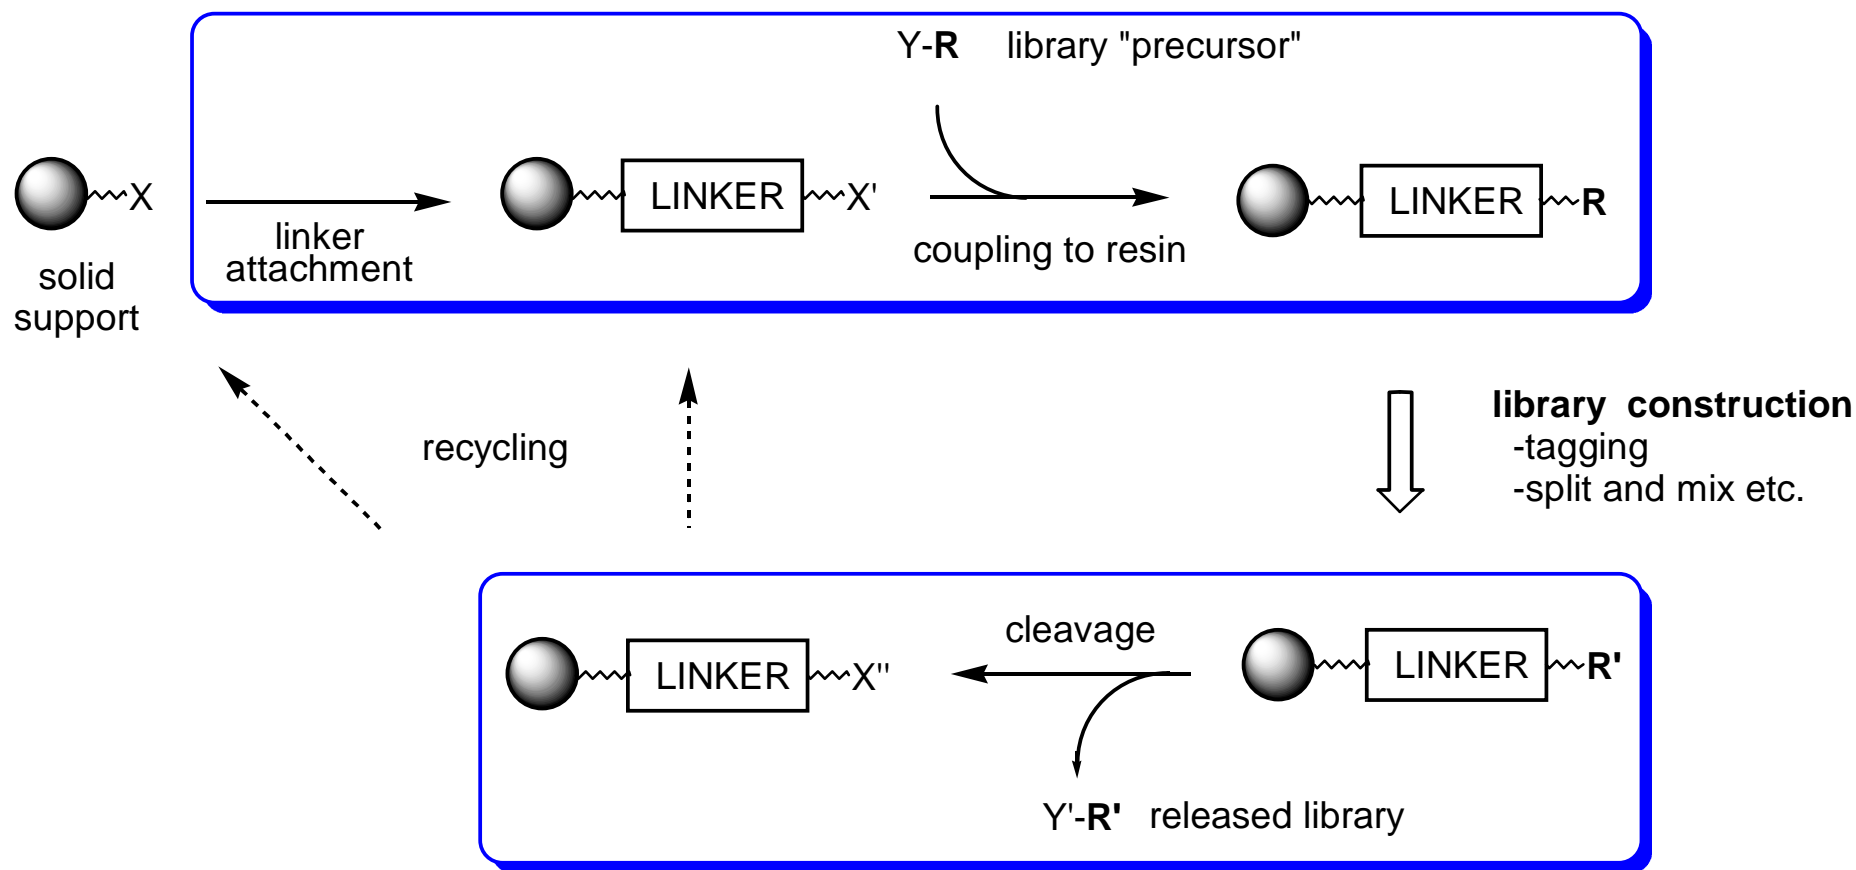 Y-R library "precursor"
X
LINKER
X'
LINKER
R
linker
attachment
coupling to resin
solid
support
recycling
library construction
-tagging
-split and mix etc.
cleavage
LINKER
X"
LINKER
R'
Y'-R' released library